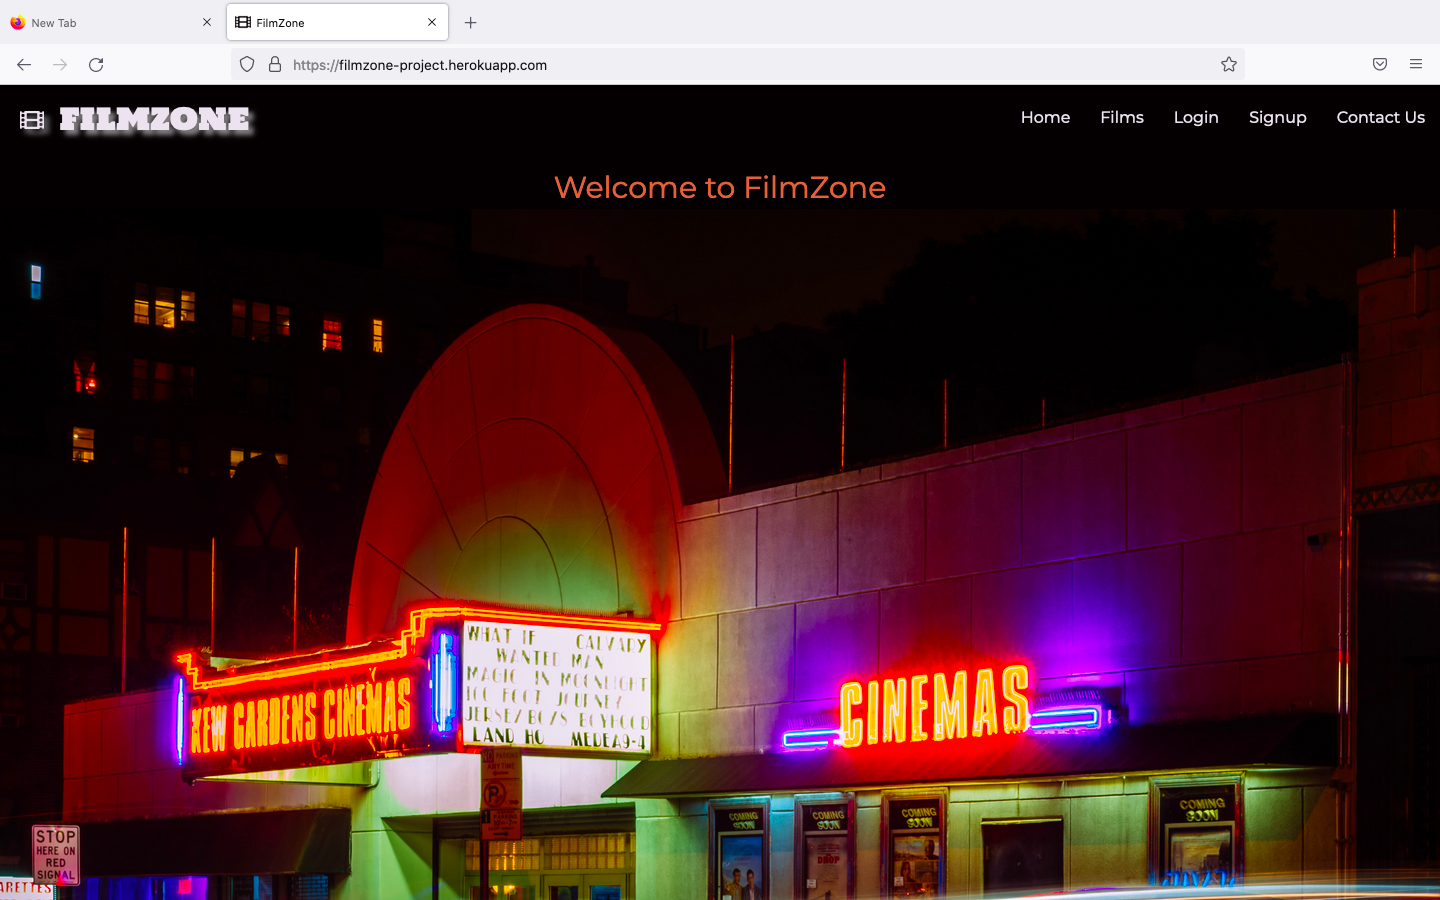 New Tab
FilmZone
https://filmzone-project.herokuapp.com
FILMZONE
Home
Films
Login
Signup
Contact Us
Welcome to FilmZone
WHAT IF CALVARY
WANTED MAN
MAGIC IN MOONLIGHT
100 FOOT JOURNEY
JERSEY BOYS BOYHOOD
LAND HO MEDEA9-4
KEW GARDENS CINEMAS
CINEMAS
ANYTIME
COMING
SOON
COMING
SOON
COMING
SOON
COMING
SOON
DROP
STOP
HERE ON
RED
SIGNAL
ARETTES